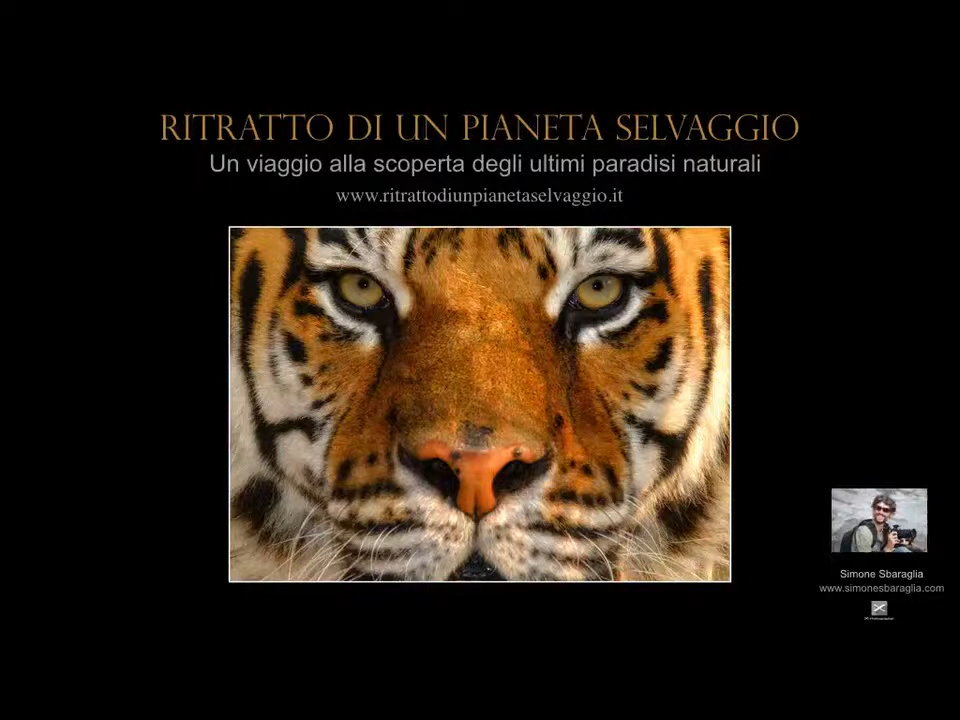 RITRATTO DI UN PIANETA SELVAGGIO
Un viaggio alla scoperta degli ultimi paradisi naturali
www.ritrattodiunpianetaselvaggio.it
Simone Sbaraglia
www.simonesbaraglia.com